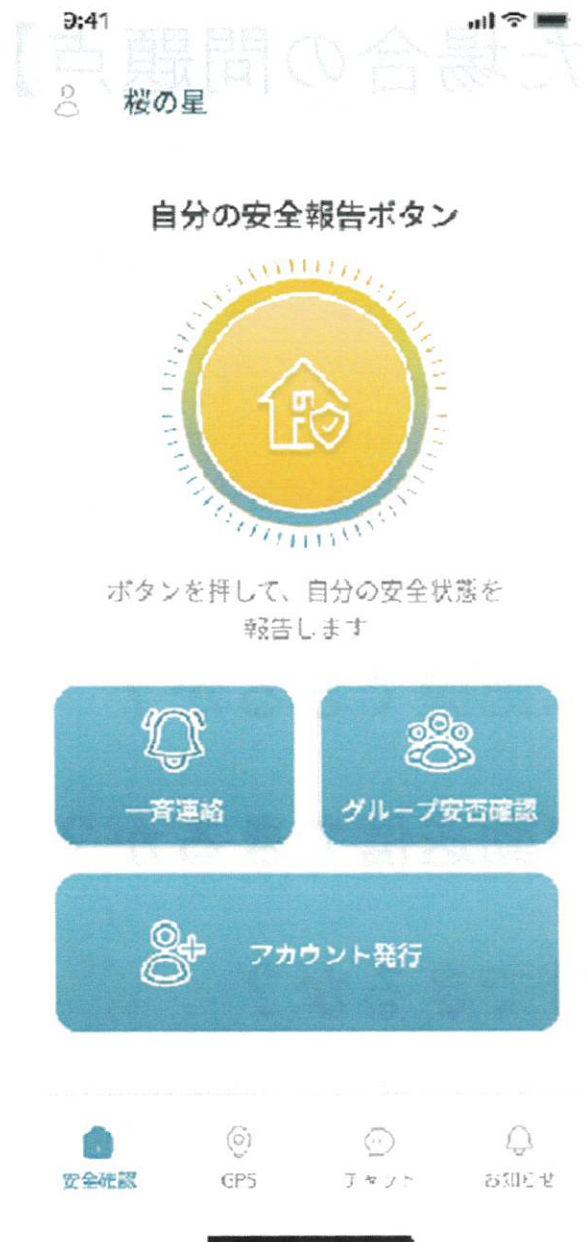 9:41
桜の星
自分の安全報告ボタン
ボタンを押して、自分の安全状態を
報告します
一斉連絡
グループ安否確認
アカウント発行
安全確認
GPS
チャット
お知らせ